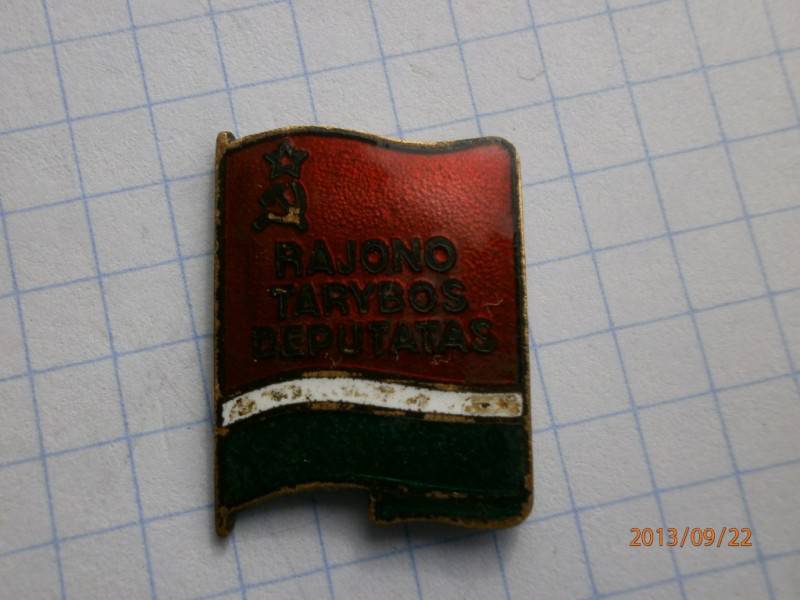 RAJONO
TARYBOS
DEPUTATAS
2013/09/22